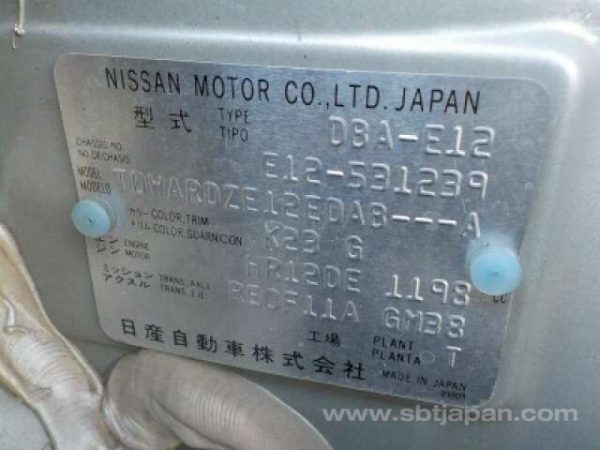 NISSAN MOTOR CO.,LTD. JAPAN
型式 TYPE TIPO DBA-E12
CHASSIS NO. NO.DE CHASIS E12-531239
MODEL MODELO TDMARDZE12EDA8---A
カラー COLOR,TRIM
トリム COLOR,GUARNICION K23 G
エンジン ENGINE MOTOR HR12DE 1198 CC
ミッション TRANS.,AXLE
アクスル TRANS.,EJE RE0F11A GM38
工場 PLANT PLANTA T
日産自動車株式会社 MADE IN JAPAN
www.sbtjapan.com